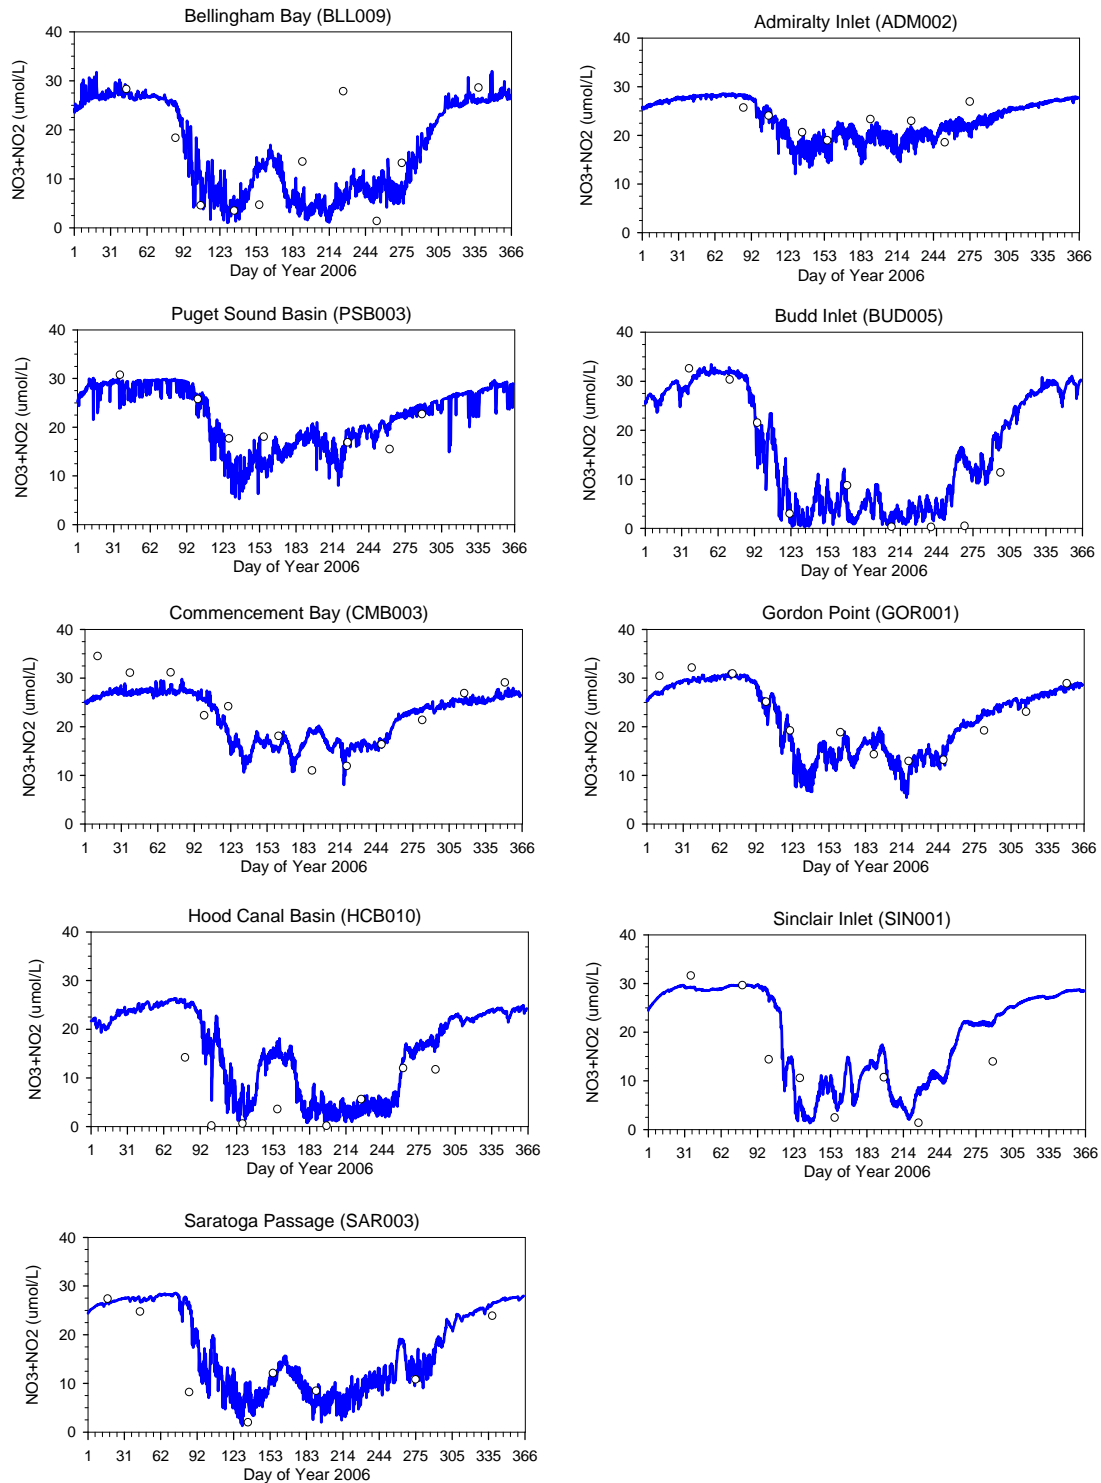 Bellingham Bay (BLL009)
NO3+NO2 (umol/L)
40
30
20
10
0
1 31 62 92 123 153 183 214 244 275 305 335 366
Day of Year 2006
Admiralty Inlet (ADM002)
NO3+NO2 (umol/L)
40
30
20
10
0
1 31 62 92 123 153 183 214 244 275 305 335 366
Day of Year 2006
Puget Sound Basin (PSB003)
NO3+NO2 (umol/L)
40
30
20
10
0
1 31 62 92 123 153 183 214 244 275 305 335 366
Day of Year 2006
Budd Inlet (BUD005)
NO3+NO2 (umol/L)
40
30
20
10
0
1 31 62 92 123 153 183 214 244 275 305 335 366
Day of Year 2006
Commencement Bay (CMB003)
NO3+NO2 (umol/L)
40
30
20
10
0
1 31 62 92 123 153 183 214 244 275 305 335 366
Day of Year 2006
Gordon Point (GOR001)
NO3+NO2 (umol/L)
40
30
20
10
0
1 31 62 92 123 153 183 214 244 275 305 335 366
Day of Year 2006
Hood Canal Basin (HCB010)
NO3+NO2 (umol/L)
40
30
20
10
0
1 31 62 92 123 153 183 214 244 275 305 335 366
Day of Year 2006
Sinclair Inlet (SIN001)
NO3+NO2 (umol/L)
40
30
20
10
0
1 31 62 92 123 153 183 214 244 275 305 335 366
Day of Year 2006
Saratoga Passage (SAR003)
NO3+NO2 (umol/L)
40
30
20
10
0
1 31 62 92 123 153 183 214 244 275 305 335 366
Day of Year 2006